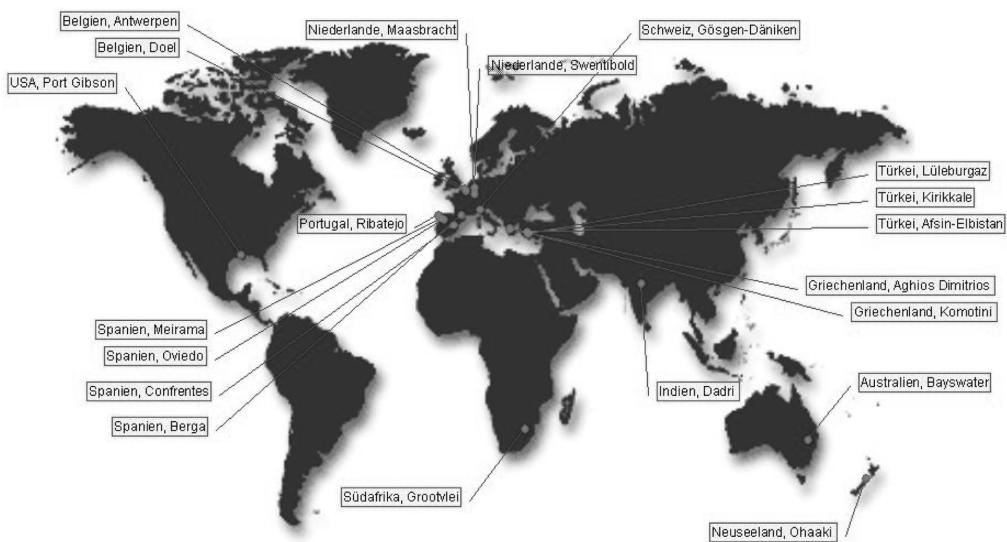 Belgien, Antwerpen
Niederlande, Maasbracht
Schweiz, Gösgen-Däniken
Belgien, Doel
Niederlande, Swentibold
USA, Port Gibson
Türkei, Lüleburgaz
Türkei, Kirikkale
Portugal, Ribatejo
Türkei, Afsin-Elbistan
Griechenland, Aghios Dimitrios
Griechenland, Komotini
Spanien, Meirama
Spanien, Oviedo
Spanien, Confrentes
Indien, Dadri
Australien, Bayswater
Spanien, Berga
Südafrika, Grootvlei
Neuseeland, Ohaaki